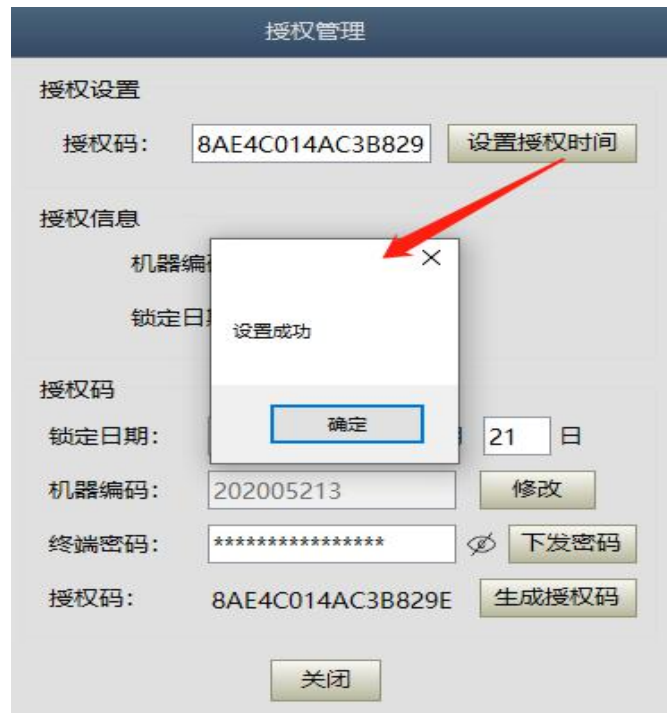 授权管理
授权设置
授权码： 8AE4C014AC3B829 设置授权时间
授权信息
机器编
锁定日
设置成功
确定
授权码
锁定日期： 21 日
机器编码： 202005213 修改
终端密码： **************** 下发密码
授权码： 8AE4C014AC3B829E 生成授权码
关闭